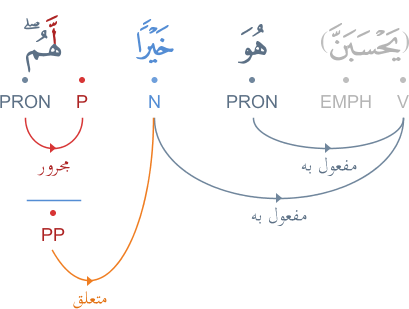 (يَحْسَبَنَّ) هُوَ خَيْرًا لَّهُم ۖ
V EMPH PRON N P PRON
مفعول به مجرور
مفعول به
PP
متعلق